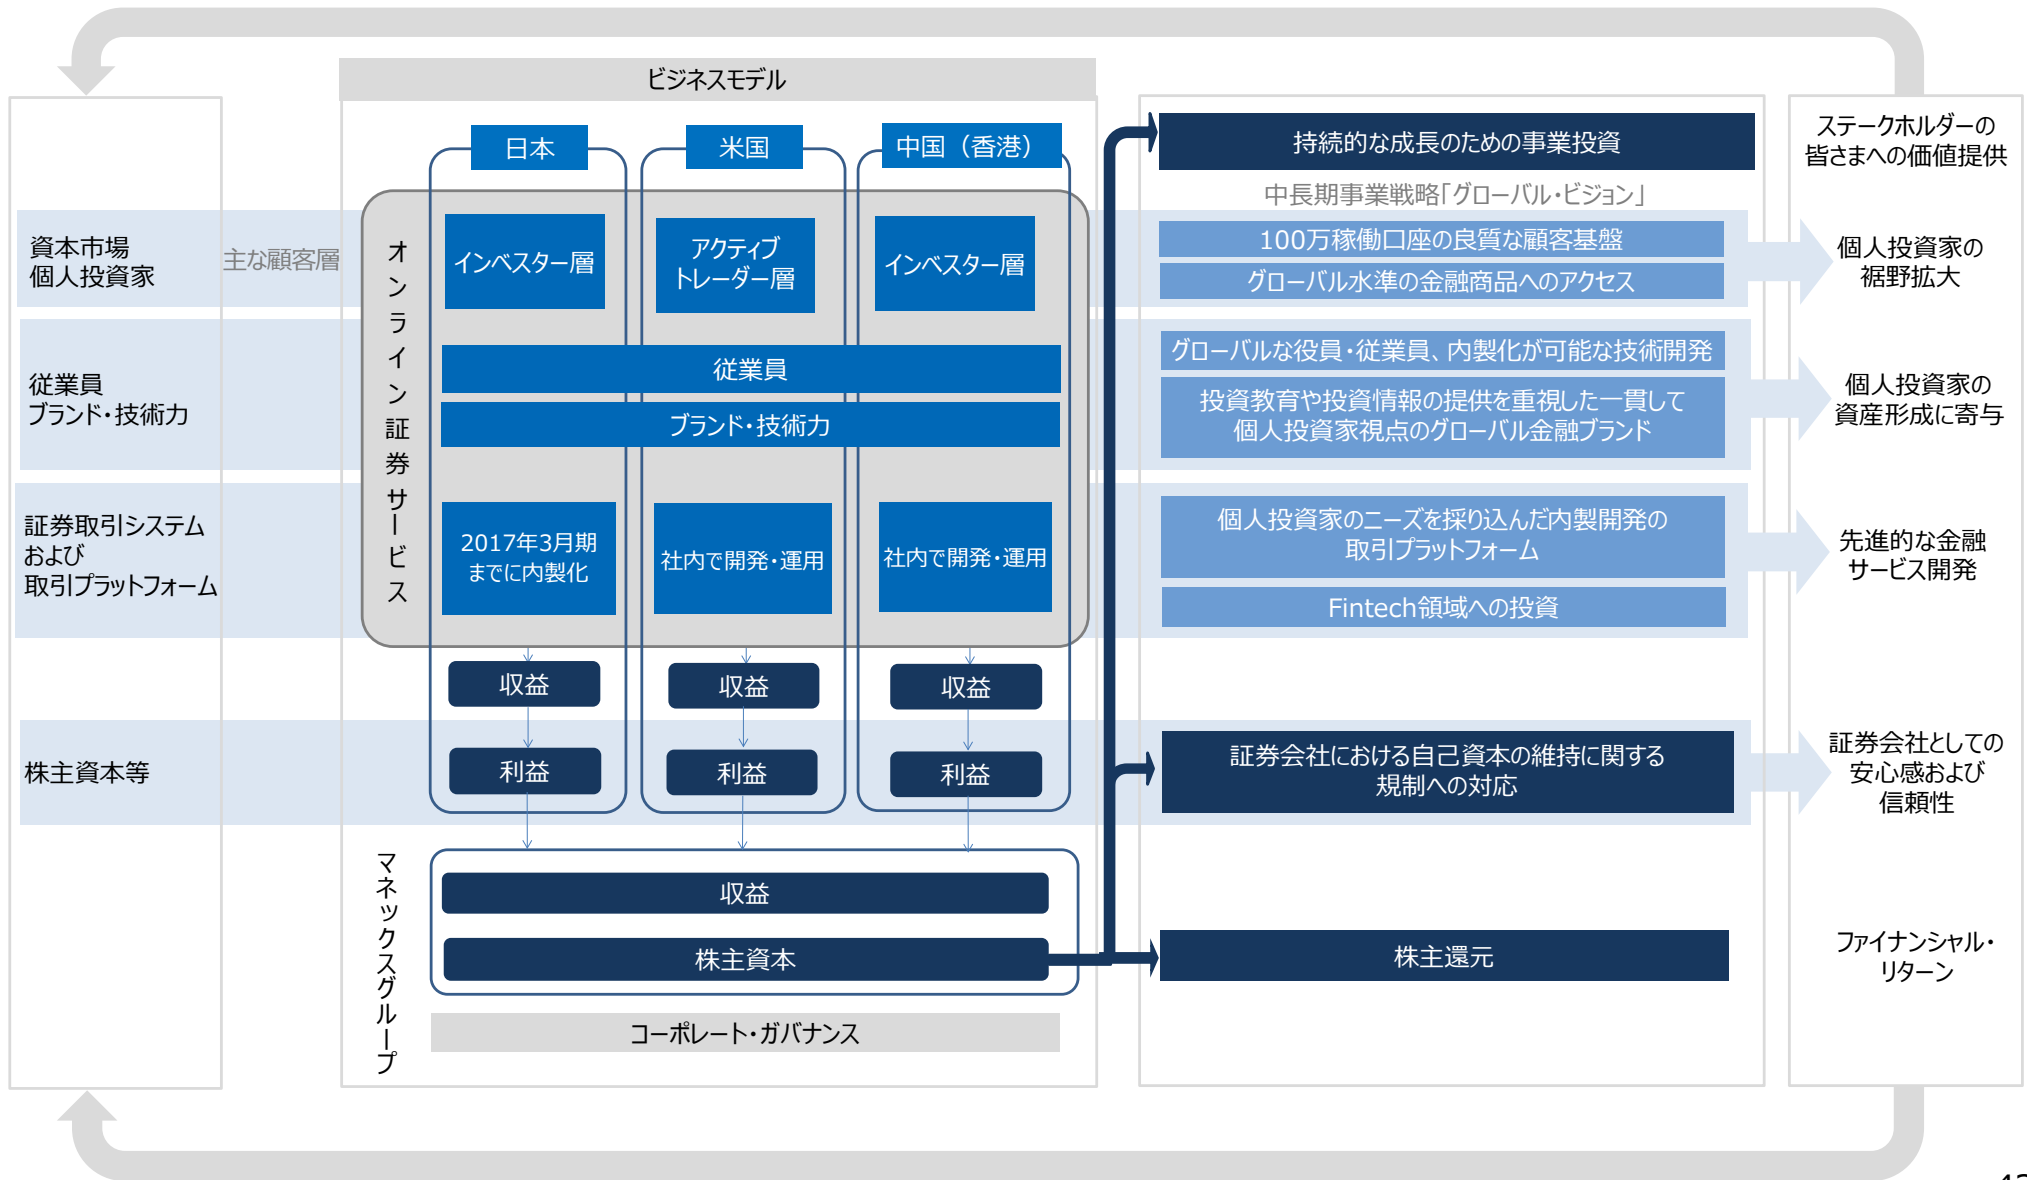 ビジネスモデル
日本
米国
中国（香港）
持続的な成長のための事業投資
中長期事業戦略「グローバル・ビジョン」
ステークホルダーの
皆さまへの価値提供
資本市場
個人投資家
主な顧客層
オンライン証券サービス
インベスター層
アクティブ
トレーダー層
インベスター層
100万稼働口座の良質な顧客基盤
グローバル水準の金融商品へのアクセス
個人投資家の
裾野拡大
従業員
ブランド・技術力
従業員
ブランド・技術力
グローバルな役員・従業員、内製化が可能な技術開発
投資教育や投資情報の提供を重視した一貫して
個人投資家視点のグローバル金融ブランド
個人投資家の
資産形成に寄与
証券取引システム
および
取引プラットフォーム
2017年3月期
までに内製化
社内で開発・運用
社内で開発・運用
個人投資家のニーズを採り込んだ内製開発の
取引プラットフォーム
Fintech領域への投資
先進的な金融
サービス開発
収益
収益
収益
株主資本等
利益
利益
利益
証券会社における自己資本の維持に関する
規制への対応
証券会社としての
安心感および
信頼性
マネックスグループ
収益
株主資本
株主還元
ファイナンシャル・
リターン
コーポレート・ガバナンス